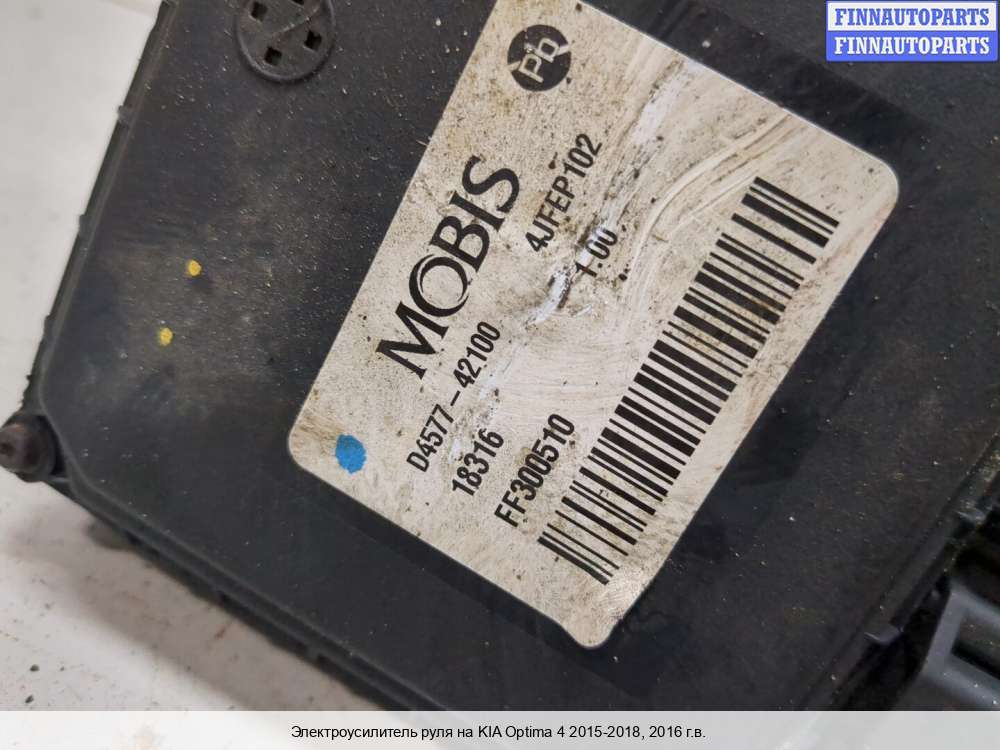 FINNAUTOPARTS
FINNAUTOPARTS
Pb
MOBIS
D4577-42100
4JFEP102
18316
1.00
FF300510
Электроусилитель руля на KIA Optima 4 2015-2018, 2016 г.в.